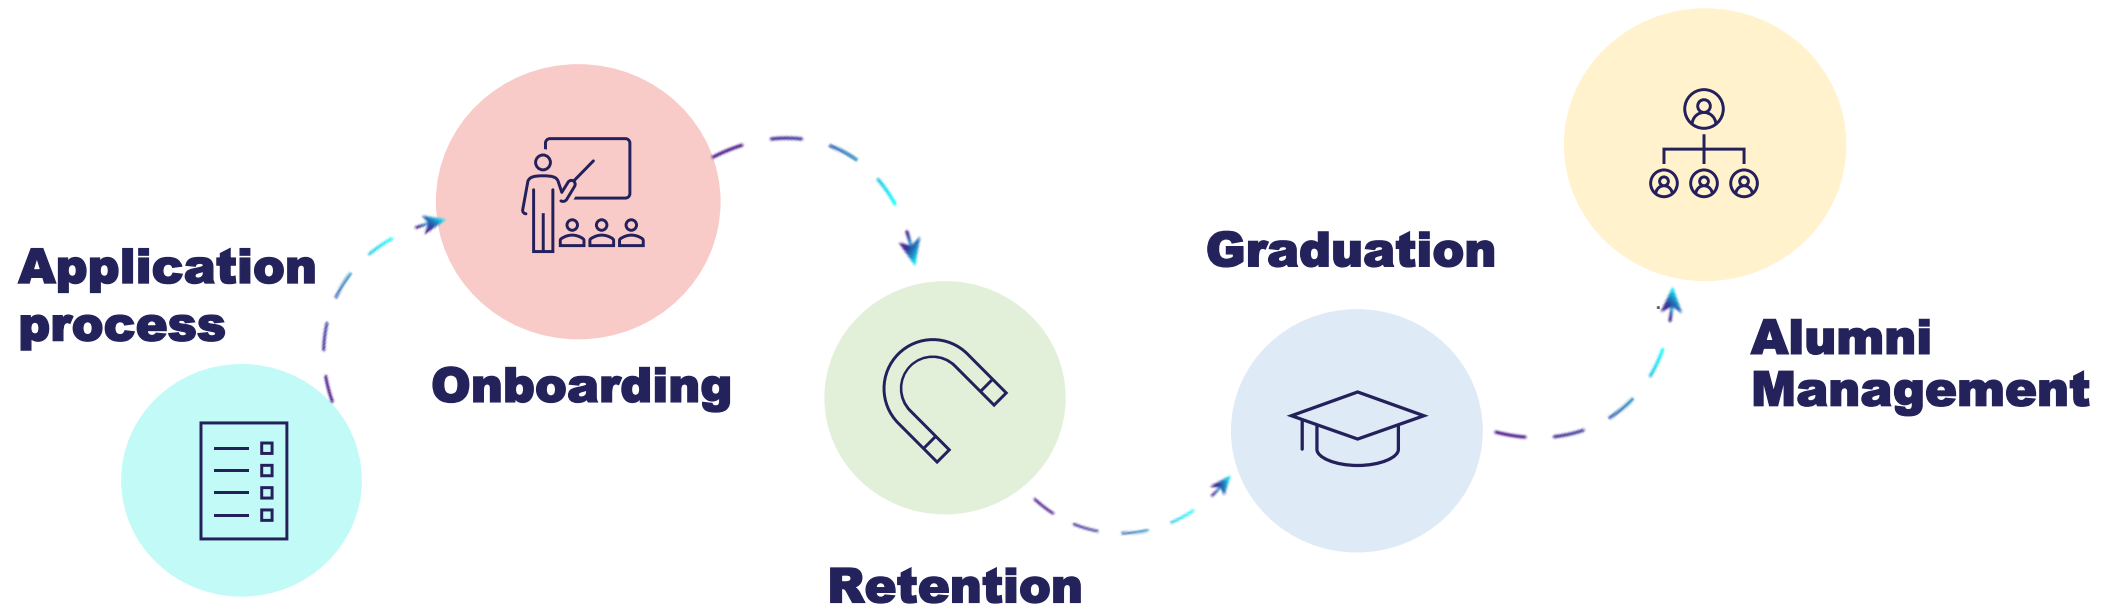 Application
process
Onboarding
Retention
Graduation
Alumni
Management